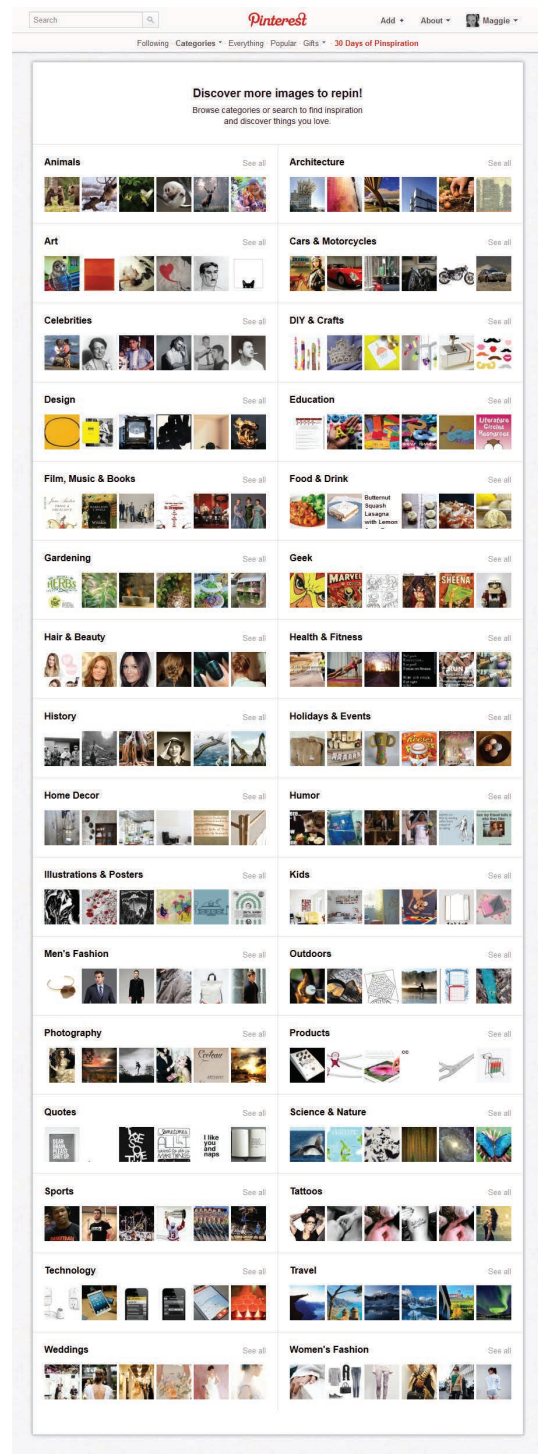 Search
Pinterest
Add +
About
Maggie
Following · Categories · Everything · Popular · Gifts · 30 Days of Pinspiration
Discover more images to repin!
Browse categories or search to find inspiration
and discover things you love.
Animals
See all
Architecture
See all
Art
See all
Cars & Motorcycles
See all
Celebrities
See all
DIY & Crafts
See all
Design
See all
Education
See all
Literature
Circles
Resources
Film, Music & Books
See all
Food & Drink
See all
Butternut
Squash
Lasagna
with Lemon
Gardening
See all
HERBS
Geek
See all
MARVEL
SHEENA
Hair & Beauty
See all
Health & Fitness
See all
History
See all
Holidays & Events
See all
Home Decor
See all
Humor
See all
Illustrations & Posters
See all
Kids
See all
Men's Fashion
See all
Outdoors
See all
Photography
See all
Products
See all
Quotes
See all
DEAR
BRAIN,
PLEASE
SHUT UP
Sometimes
I like
you
and
naps
Science & Nature
See all
Sports
See all
Tattoos
See all
Technology
See all
Travel
See all
Weddings
See all
Women's Fashion
See all